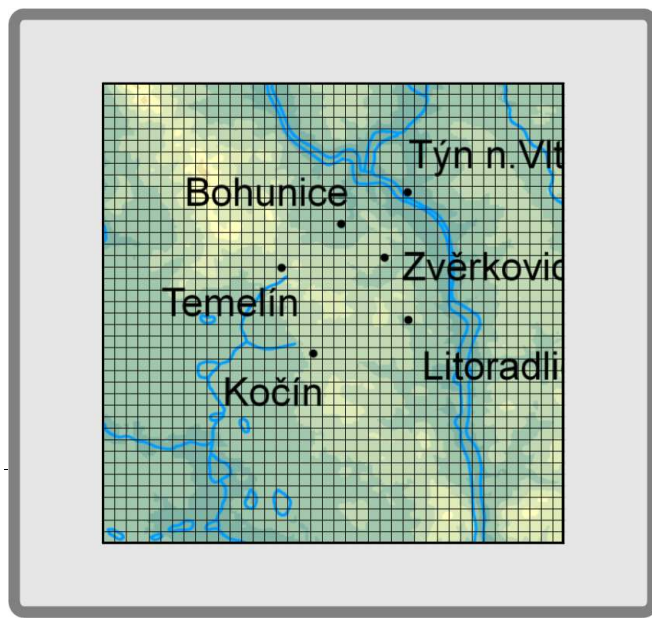 Týn n.Vlt
Bohunice
Zvěrkovic
Temelín
Litoradli
Kočín